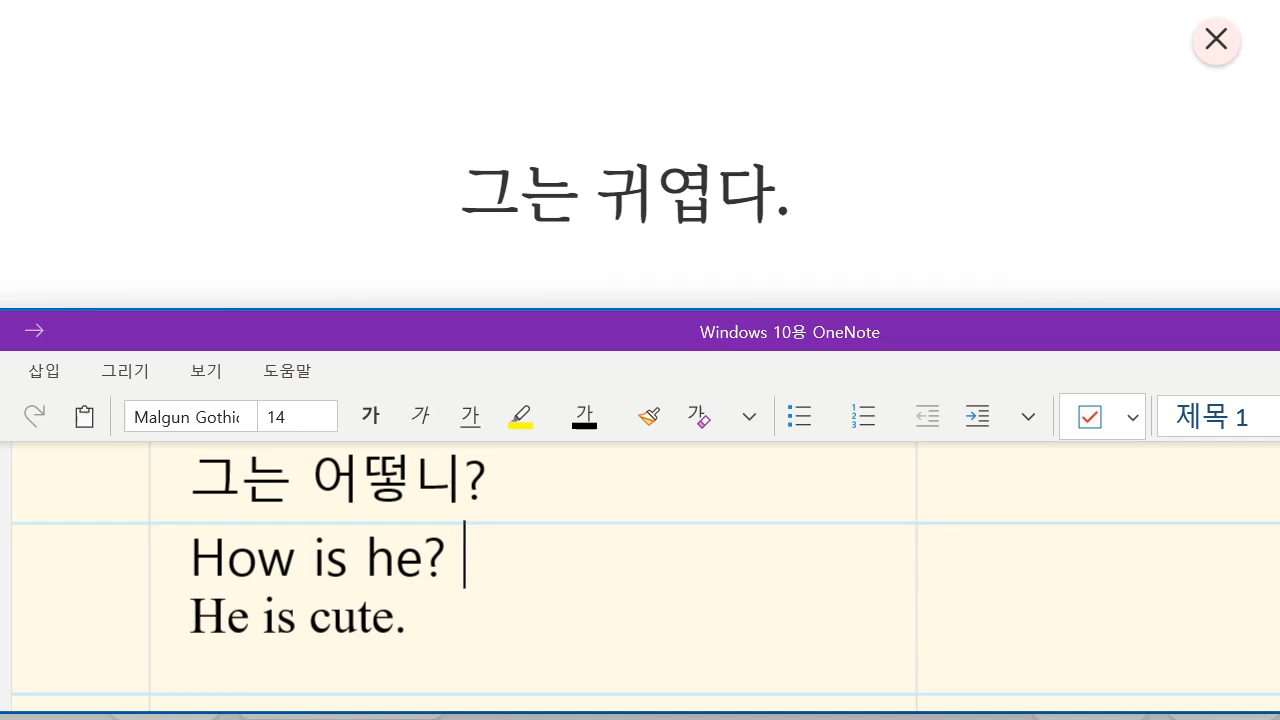 그는 귀엽다.
Windows 10용 OneNote
삽입 그리기 보기 도움말
Malgun Gothic 14 가 가 가 가 가 제목 1
그는 어떻니?
How is he?
He is cute.